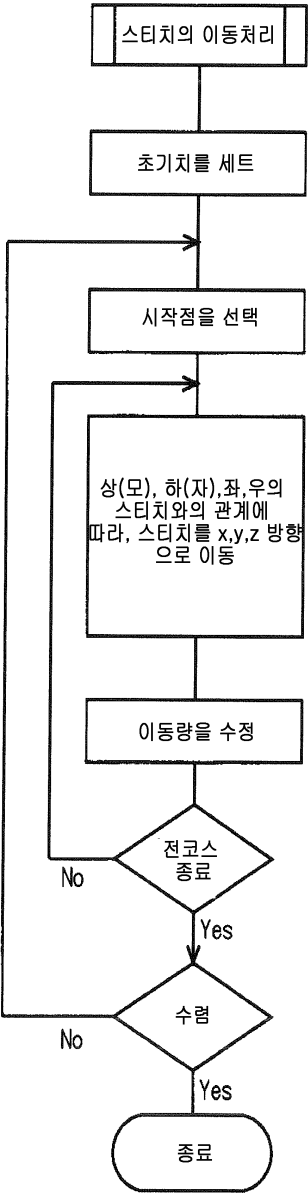 스티치의 이동처리
초기치를 세트
시작점을 선택
상(모), 하(자),좌,우의
스티치와의 관계에
따라, 스티치를 x,y,z 방향
으로 이동
이동량을 수정
전코스
종료
No
Yes
수렴
No
Yes
종료